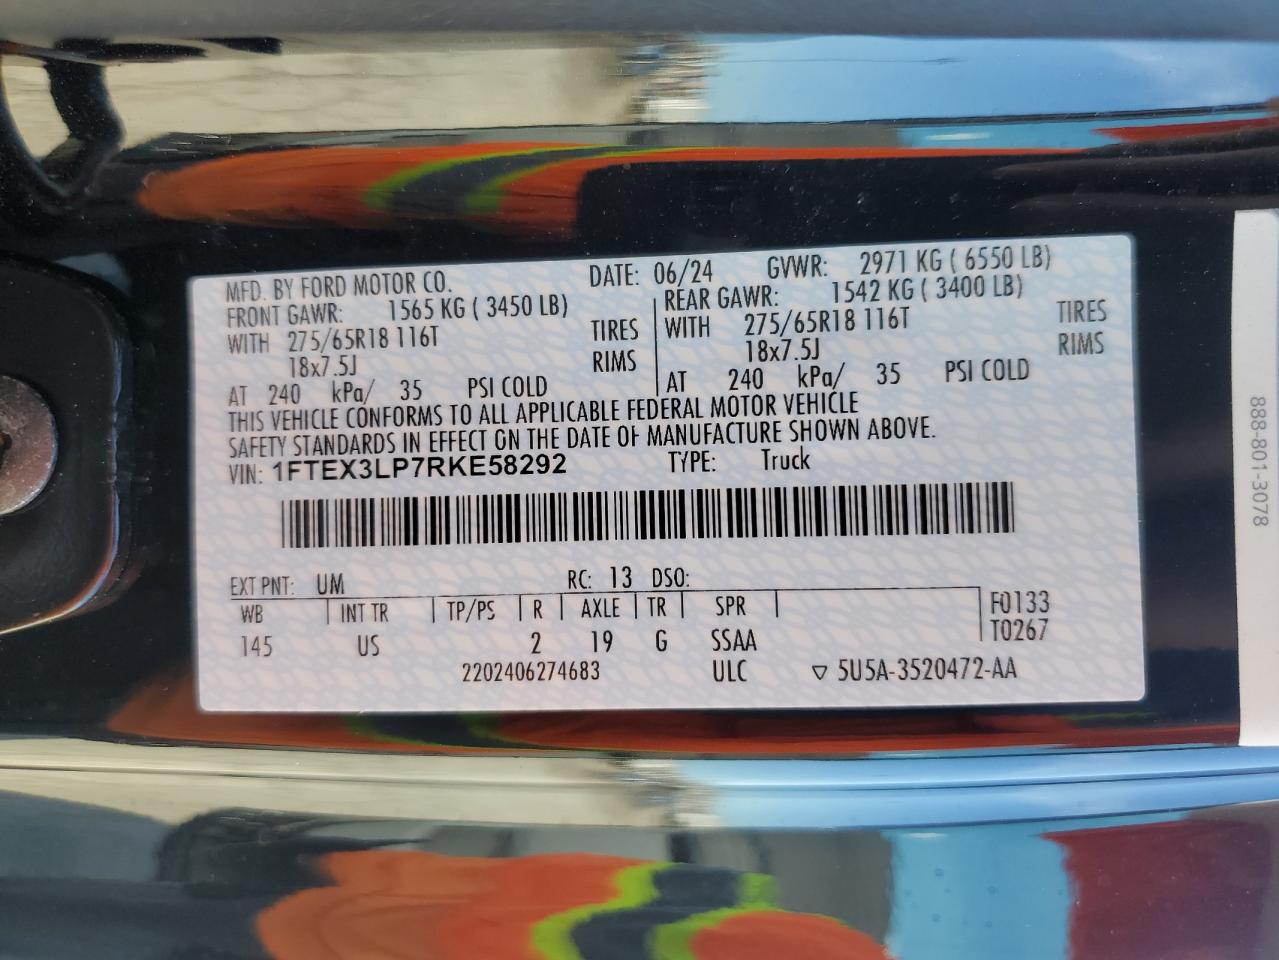 MFD. BY FORD MOTOR CO. DATE: 06/24 GVWR: 2971 KG ( 6550 LB)
FRONT GAWR: 1565 KG ( 3450 LB) REAR GAWR: 1542 KG ( 3400 LB)
WITH 275/65R18 116T TIRES WITH 275/65R18 116T TIRES
18x7.5J RIMS 18x7.5J RIMS
AT 240 kPa/ 35 PSI COLD AT 240 kPa/ 35 PSI COLD
THIS VEHICLE CONFORMS TO ALL APPLICABLE FEDERAL MOTOR VEHICLE
SAFETY STANDARDS IN EFFECT ON THE DATE OF MANUFACTURE SHOWN ABOVE.
VIN: 1FTEX3LP7RKE58292 TYPE: Truck
EXT PNT: UM RC: 13 DSO:
WB INT TR TP/PS R AXLE TR SPR F0133
145 US 2 19 G SSAA T0267
2202406274683 ULC ▽ 5U5A-3520472-AA
888-801-3078